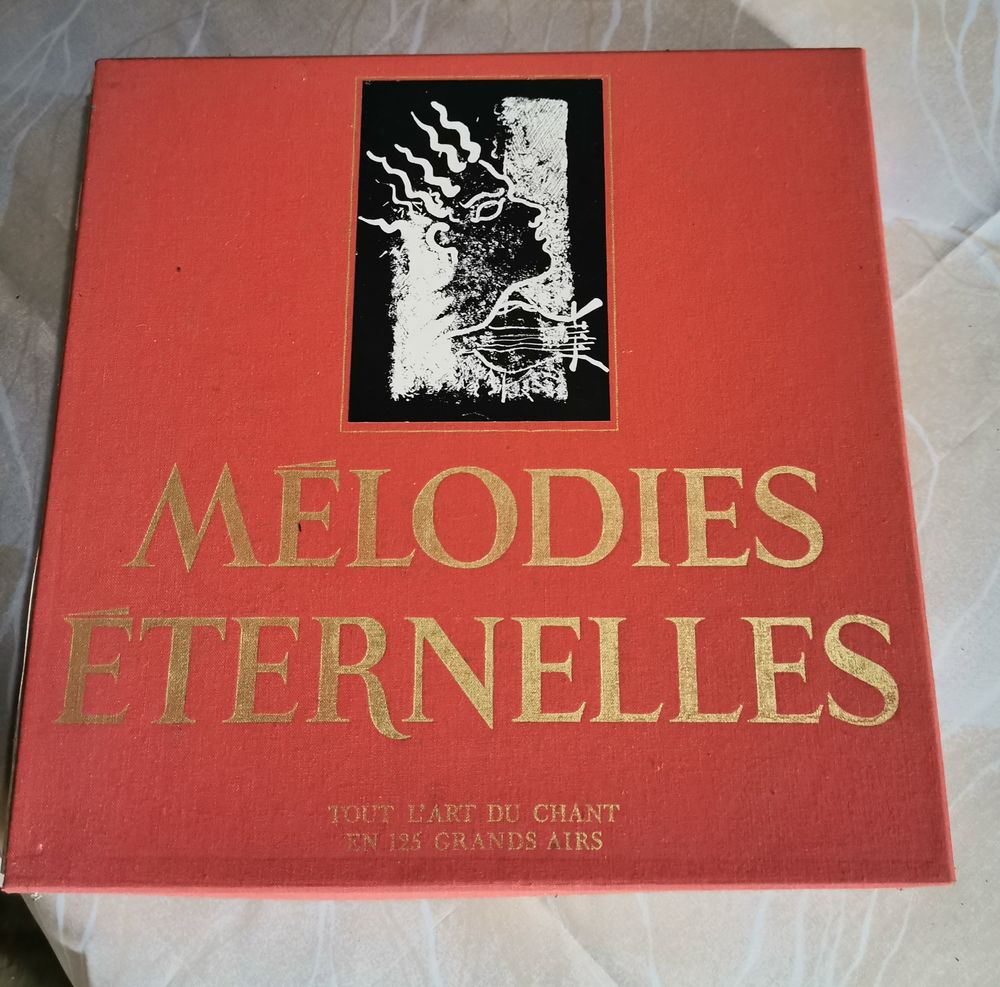 MÉLODIES
ÉTERNELLES
TOUT L'ART DU CHANT
EN 125 GRANDS AIRS